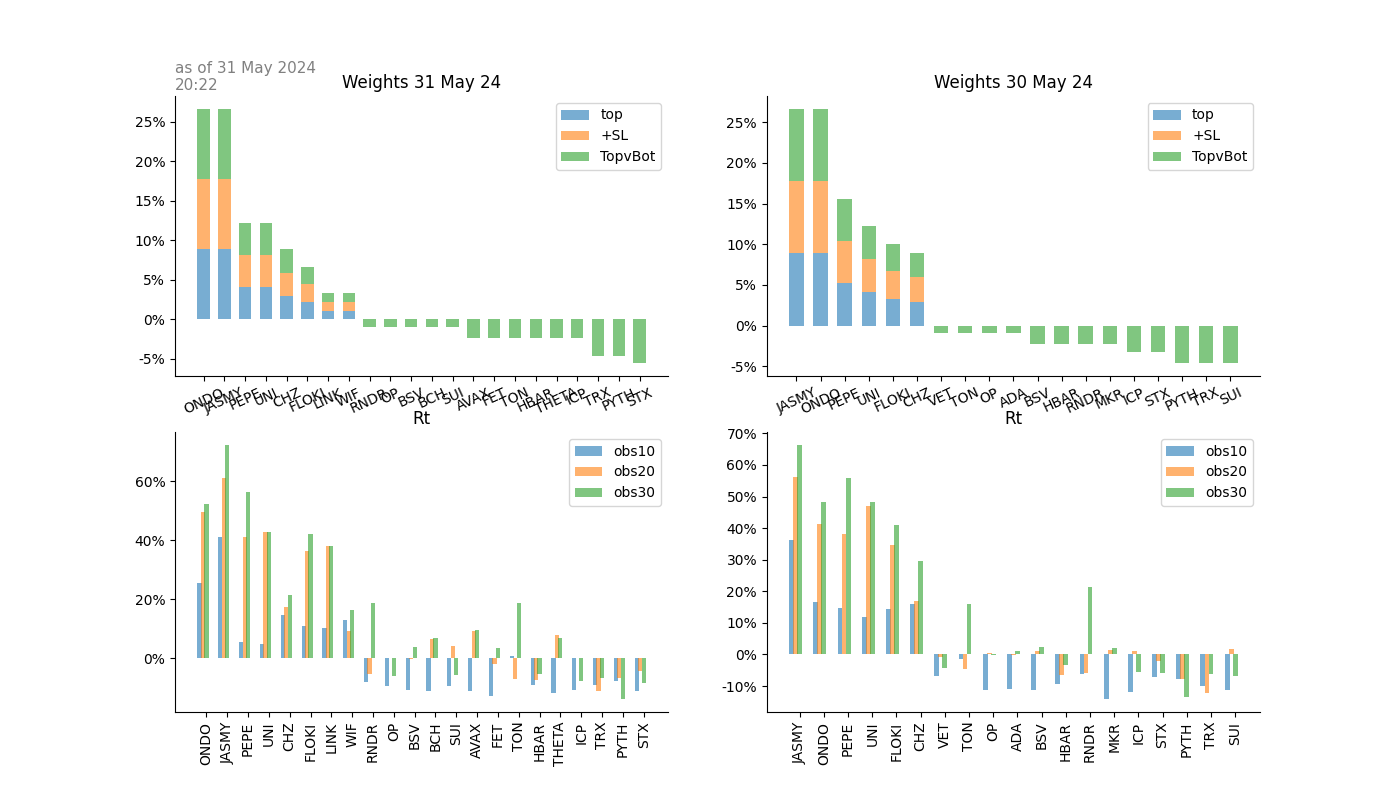 as of 31 May 2024
20:22
Weights 31 May 24
25%
20%
15%
10%
5%
0%
-5%
top
+SL
TopvBot
ONDO JASMY PEPE UNI CHZ FLOKI LINK WIF RNDR OP BSV BCH SUI AVAX FET TON HBAR THETA ICP TRX PYTH STX
Weights 30 May 24
25%
20%
15%
10%
5%
0%
-5%
top
+SL
TopvBot
JASMY ONDO PEPE UNI FLOKI CHZ VET TON OP ADA BSV HBAR RNDR MKR ICP STX PYTH TRX SUI
Rt
60%
40%
20%
0%
obs10
obs20
obs30
ONDO JASMY PEPE UNI CHZ FLOKI LINK WIF RNDR OP BSV BCH SUI AVAX FET TON HBAR THETA ICP TRX PYTH STX
Rt
70%
60%
50%
40%
30%
20%
10%
0%
-10%
obs10
obs20
obs30
JASMY ONDO PEPE UNI FLOKI CHZ VET TON OP ADA BSV HBAR RNDR MKR ICP STX PYTH TRX SUI